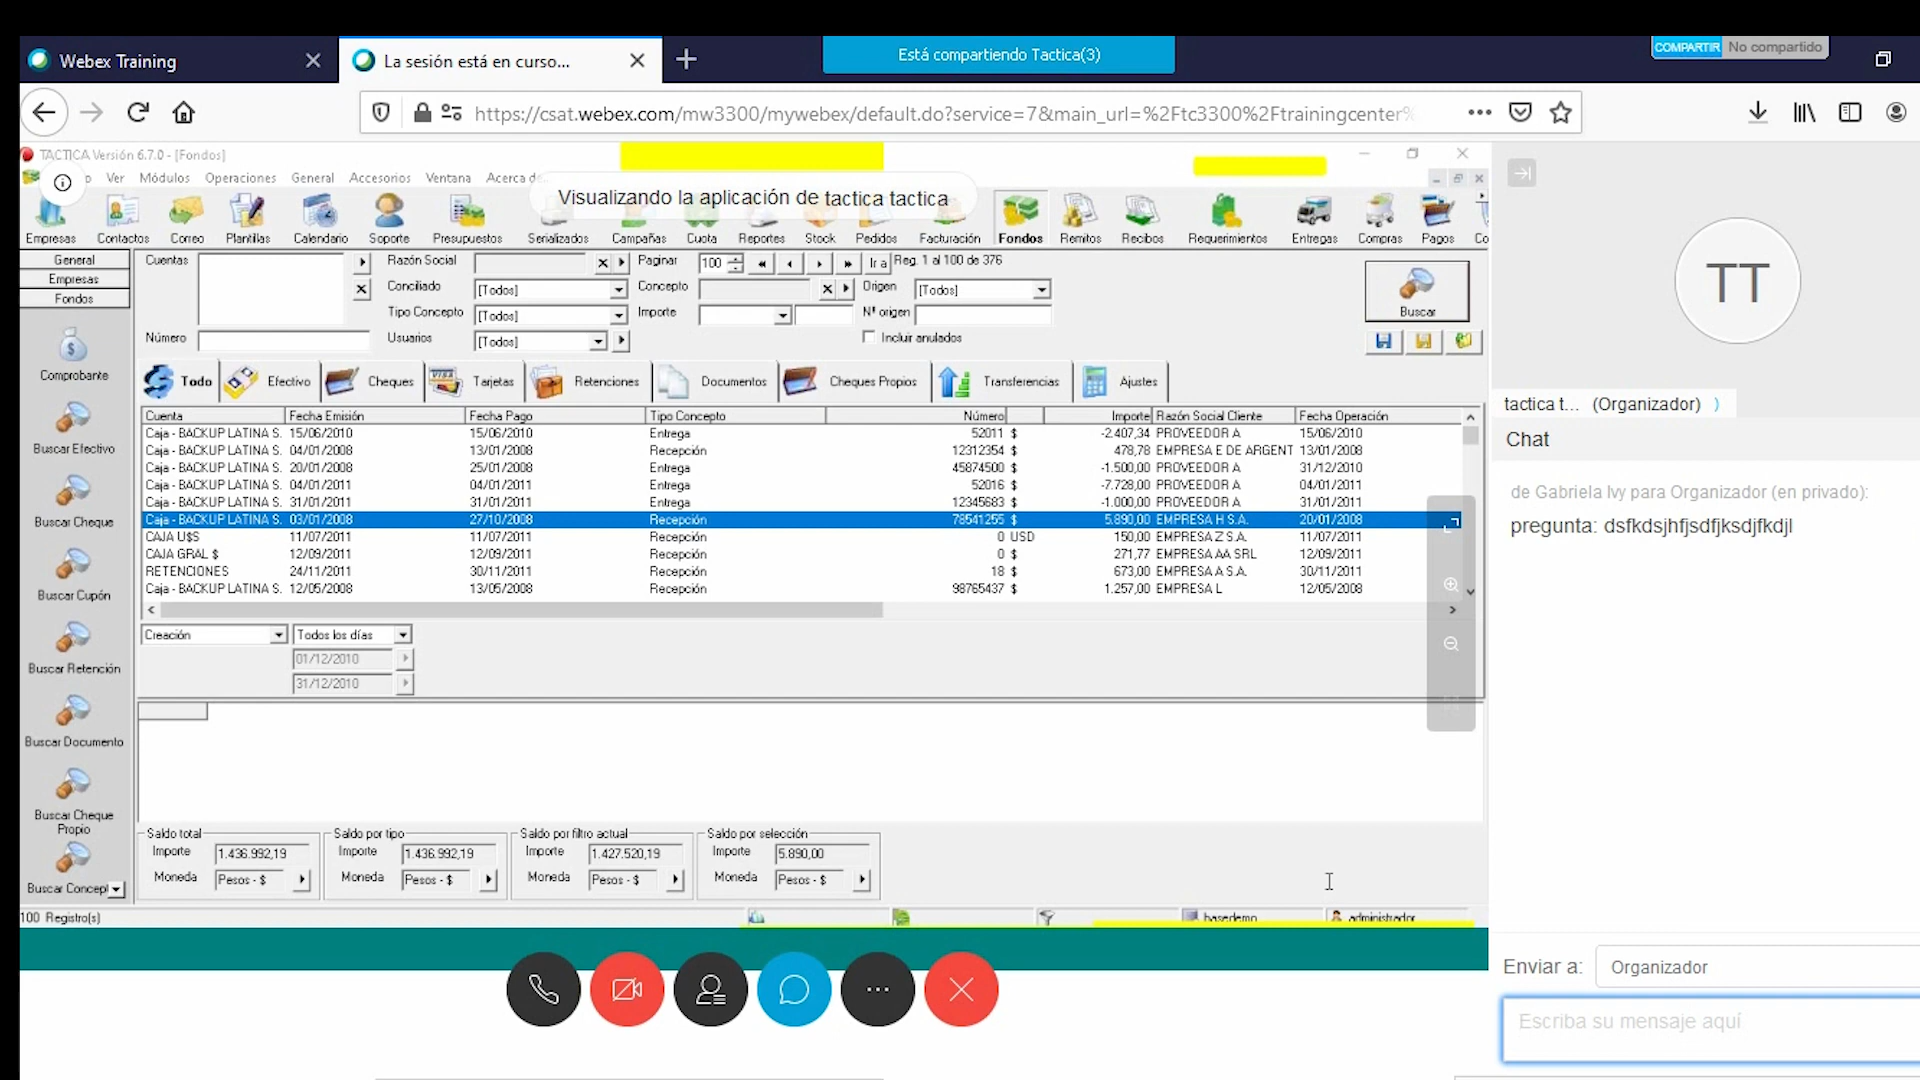 Webex Training
La sesión está en curso...
Está compartiendo Tactica(3)
COMPARTIR No compartido
https://csat.webex.com/mw3300/mywebex/default.do?service=7&main_url=%2Ftc3300%2Ftrainingcenter%
TACTICA Versión 6.7.0 - [Fondos]
Ver Módulos Operaciones General Accesorios Ventana Acerca de
Visualizando la aplicación de tactica tactica
Empresas Contactos Correo Plantillas Calendario Soporte Presupuestos Serializados Campañas Cuota Reportes Stock Pedidos Facturación Fondos Remitos Recibos Requerimientos Entregas Compras Pagos Co
General
Empresas
Fondos
Cuentas Razón Social Paginar 100 Ir a Reg. 1 al 100 de 376
Conciliado [Todos] Concepto Origen [Todos]
Tipo Concepto [Todos] Importe Nº origen
Número Usuarios [Todos] Incluir anulados
Buscar
Todo Efectivo Cheques Tarjetas Retenciones Documentos Cheques Propios Transferencias Ajustes
Cuenta Fecha Emisión Fecha Pago Tipo Concepto Número Importe Razón Social Cliente Fecha Operación
Caja - BACKUP LATINA S. 15/06/2010 15/06/2010 Entrega 52011 $ -2.407,34 PROVEEDOR A 15/06/2010
Caja - BACKUP LATINA S. 04/01/2008 13/01/2008 Recepción 12312354 $ 478,78 EMPRESA E DE ARGENT 13/01/2008
Caja - BACKUP LATINA S. 20/01/2008 25/01/2008 Entrega 45874500 $ -1.500,00 PROVEEDOR A 31/12/2010
Caja - BACKUP LATINA S. 04/01/2011 04/01/2011 Entrega 52016 $ -7.728,00 PROVEEDOR A 04/01/2011
Caja - BACKUP LATINA S. 31/01/2011 31/01/2011 Entrega 12345683 $ -1.000,00 PROVEEDOR A 31/01/2011
Caja - BACKUP LATINA S. 03/01/2008 27/10/2008 Recepción 78541255 $ 5.890,00 EMPRESA H S.A. 20/01/2008
CAJA U$S 11/07/2011 11/07/2011 Recepción 0 USD 150,00 EMPRESA Z S.A. 11/07/2011
CAJA GRAL $ 12/09/2011 12/09/2011 Recepción 0 $ 271,77 EMPRESA AA SRL 12/09/2011
RETENCIONES 24/11/2011 30/11/2011 Recepción 18 $ 673,00 EMPRESA A S.A. 30/11/2011
Caja - BACKUP LATINA S. 12/05/2008 13/05/2008 Recepción 98765437 $ 1.257,00 EMPRESA L 12/05/2008
Creación Todos los días
01/12/2010
31/12/2010
Comprobante
Buscar Efectivo
Buscar Cheque
Buscar Cupón
Buscar Retención
Buscar Documento
Buscar Cheque
Propio
Buscar Concept
Saldo total Saldo por tipo Saldo por filtro actual Saldo por selección
Importe 1.436.992,19 Importe 1.436.992,19 Importe 1.427.520,19 Importe 5.890,00
Moneda Pesos - $ Moneda Pesos - $ Moneda Pesos - $ Moneda Pesos - $
100 Registro(s) basedemo administrador
TT
tactica t... (Organizador)
Chat
de Gabriela Ivy para Organizador (en privado):
pregunta: dsfkdsjhfjsdfjksdjfkdjl
Enviar a: Organizador
Escriba su mensaje aquí